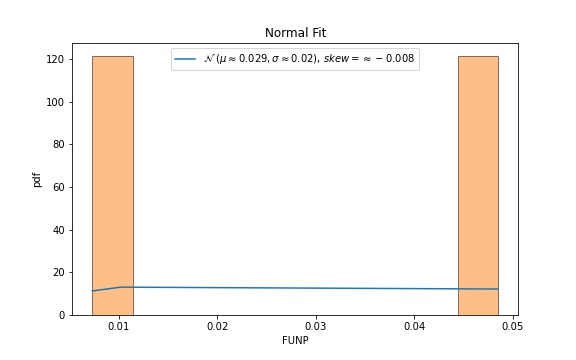 Normal Fit
𝒩 (μ ≈ 0.029, σ ≈ 0.02), skew = ≈ − 0.008
120
100
80
60
40
20
0
pdf
0.01 0.02 0.03 0.04 0.05
FUNP